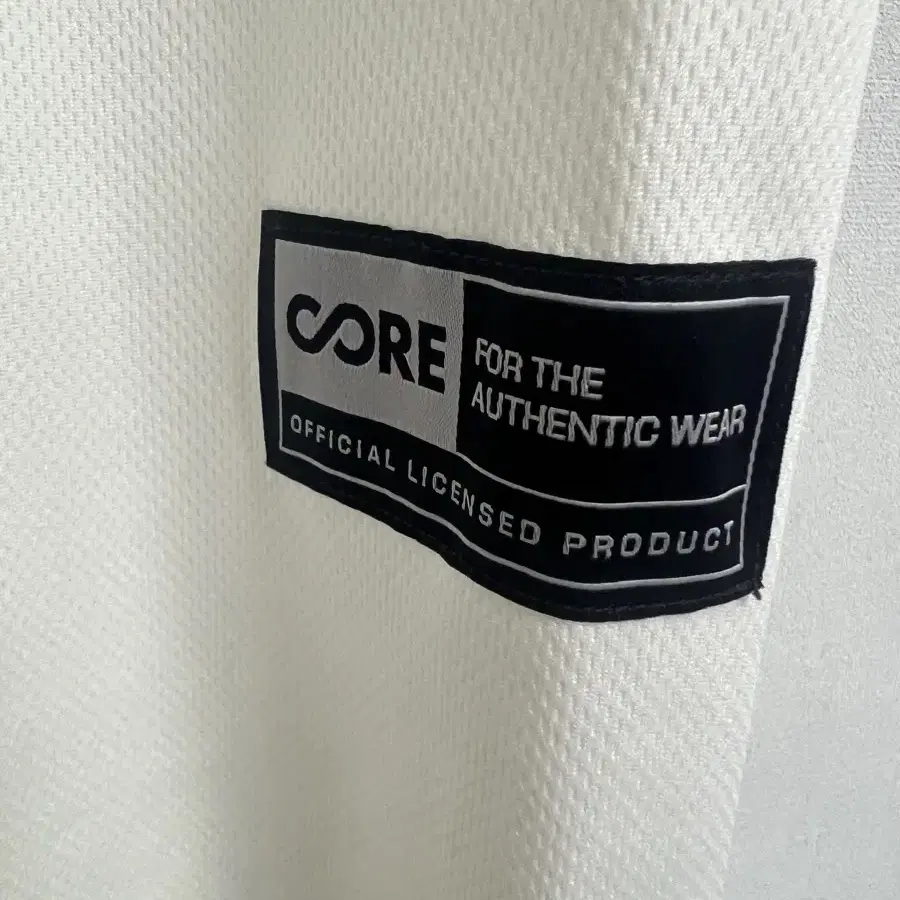 CORE
FOR THE
AUTHENTIC WEAR
OFFICIAL LICENSED PRODUCT